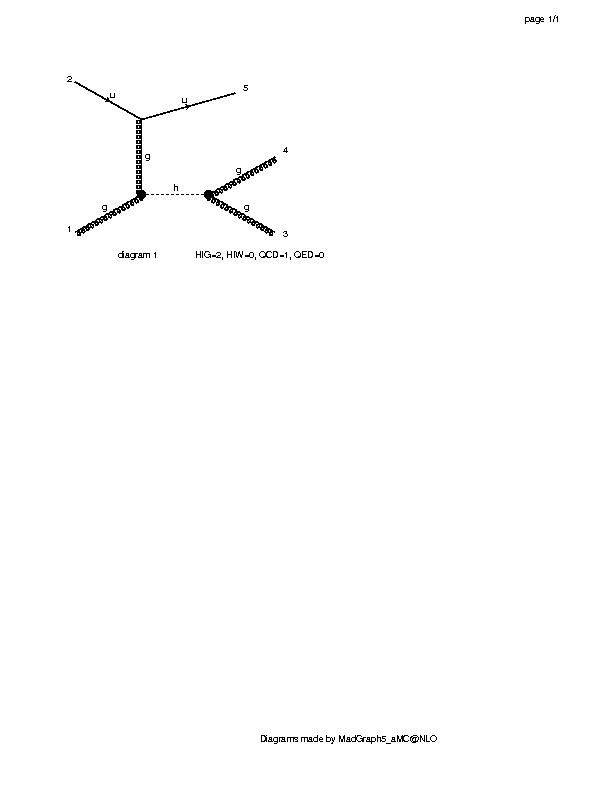 page 1/1
2
u
u
5
g
4
g
h
g
g
1
3
diagram 1 HIG=2, HIW=0, QCD=1, QED=0
Diagrams made by MadGraph5_aMC@NLO